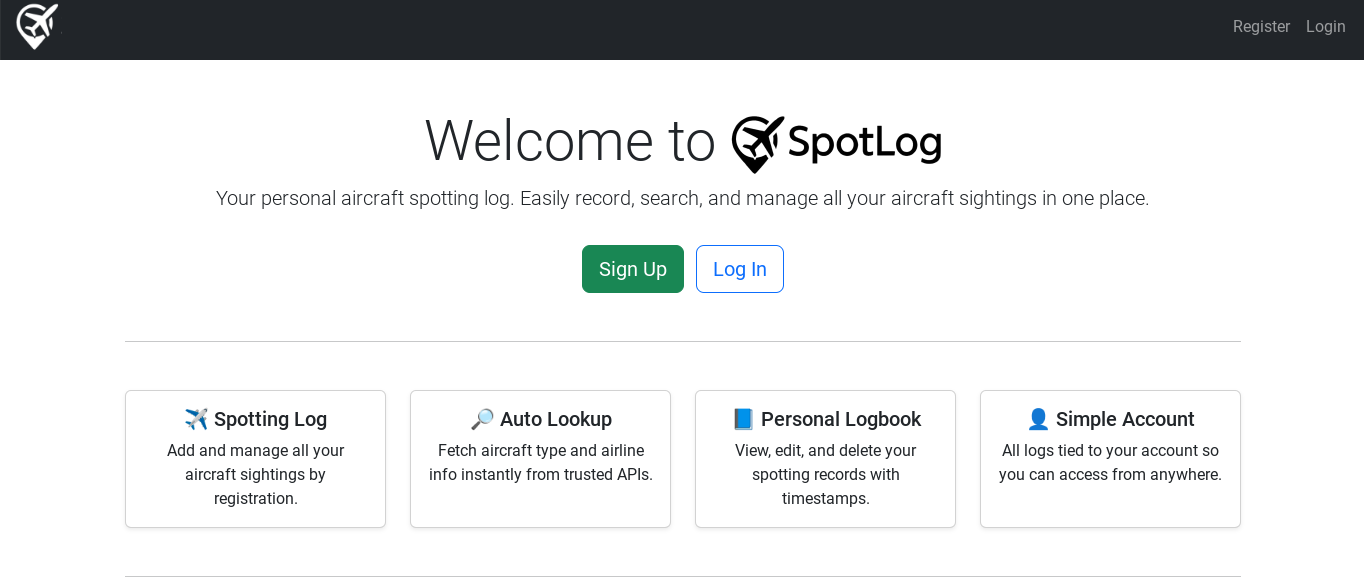 Register Login
Welcome to SpotLog
Your personal aircraft spotting log. Easily record, search, and manage all your aircraft sightings in one place.
Sign Up Log In
✈️ Spotting Log
Add and manage all your
aircraft sightings by
registration.
🔎 Auto Lookup
Fetch aircraft type and airline
info instantly from trusted APIs.
📘 Personal Logbook
View, edit, and delete your
spotting records with
timestamps.
👤 Simple Account
All logs tied to your account so
you can access from anywhere.